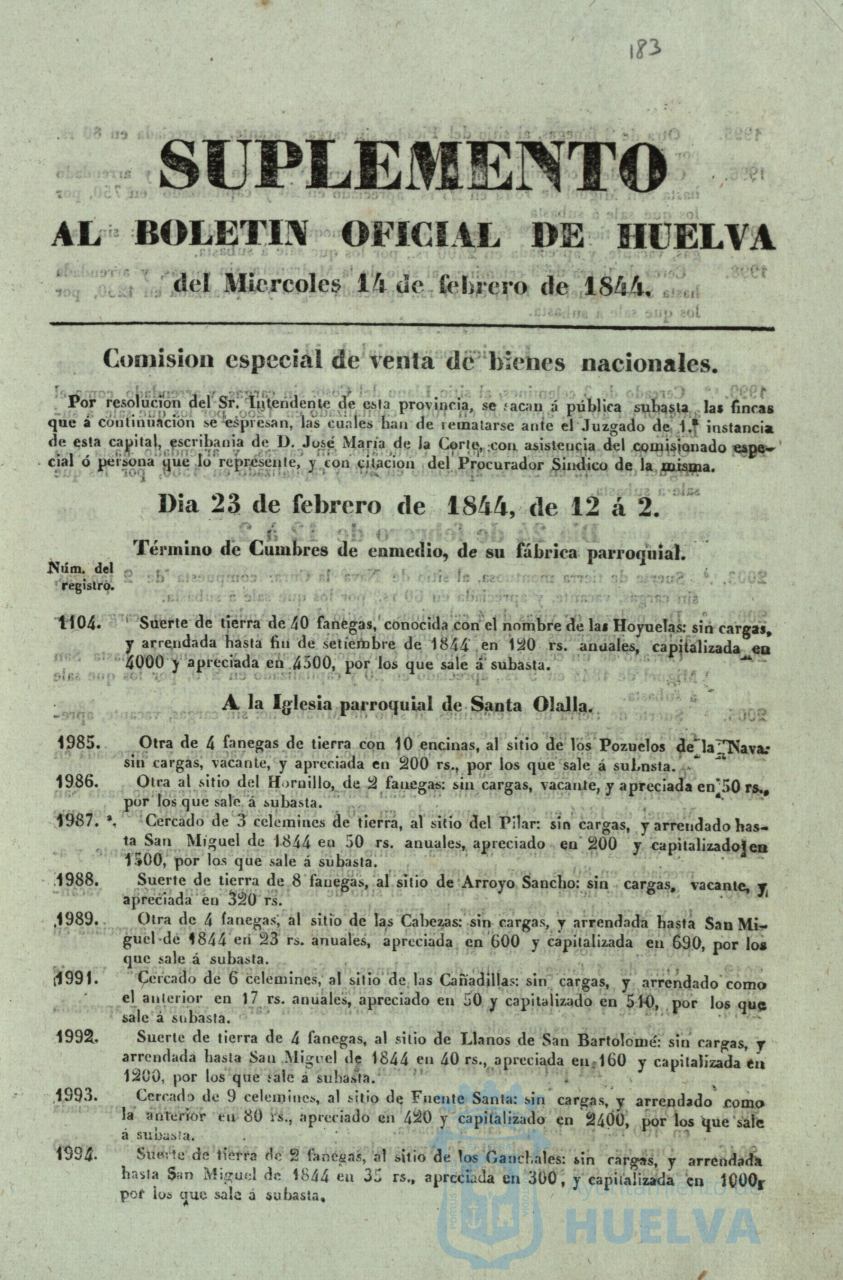 183
SUPLEMENTO
AL BOLETIN OFICIAL DE HUELVA
del Miercoles 14 de febrero de 1844.
Comision especial de venta de bienes nacionales.
Por resolucion del Sr. Intendente de esta provincia, se sacan á pública subasta las fincas
que á continuacion se espresan, las cuales han de rematarse ante el Juzgado de 1.ª instancia
de esta capital, escribania de D. José María de la Corte, con asistencia del comisionado espe-
cial ó persona que lo represente, y con citacion del Procurador Sindico de la misma.
Dia 23 de febrero de 1844, de 12 á 2.
Término de Cumbres de enmedio, de su fábrica parroquial.
Núm. del
registro.
1104. Suerte de tierra de 40 fanegas, conocida con el nombre de las Hoyuelas: sin cargas,
y arrendada hasta fin de setiembre de 1844 en 120 rs. anuales, capitalizada en
4000 y apreciada en 4500, por los que sale á subasta.
A la Iglesia parroquial de Santa Olalla.
1985. Otra de 4 fanegas de tierra con 10 encinas, al sitio de los Pozuelos de la Nava:
sin cargas, vacante, y apreciada en 200 rs., por los que sale á subasta.
1986. Otra al sitio del Hornillo, de 2 fanegas: sin cargas, vacante, y apreciada en 50 rs.,
por los que sale á subasta.
1987. Cercado de 3 celemines de tierra, al sitio del Pilar: sin cargas, y arrendado has-
ta San Miguel de 1844 en 50 rs. anuales, apreciado en 200 y capitalizado en
1500, por los que sale á subasta.
1988. Suerte de tierra de 8 fanegas, al sitio de Arroyo Sancho: sin cargas, vacante, y
apreciada en 320 rs.
1989. Otra de 4 fanegas, al sitio de las Cabezas: sin cargas, y arrendada hasta San Mi-
guel de 1844 en 23 rs. anuales, apreciada en 600 y capitalizada en 690, por los
que sale á subasta.
1991. Cercado de 6 celemines, al sitio de las Cañadillas: sin cargas, y arrendado como
el anterior en 17 rs. anuales, apreciado en 50 y capitalizado en 510, por los que
sale á subasta.
1992. Suerte de tierra de 4 fanegas, al sitio de Llanos de San Bartolomé: sin cargas, y
arrendada hasta San Miguel de 1844 en 40 rs., apreciada en 160 y capitalizada en
1200, por los que sale á subasta.
1993. Cercado de 9 celemines, al sitio de Fuente Santa: sin cargas, y arrendado como
la anterior en 80 rs., apreciado en 420 y capitalizado en 2400, por los que sale
á subasta.
1994. Suerte de tierra de 2 fanegas, al sitio de los Ganchales: sin cargas, y arrendada
hasta San Miguel de 1844 en 35 rs., apreciada en 300, y capitalizada en 1000,
por los que sale á subasta.
Ayuntamiento de
HUELVA